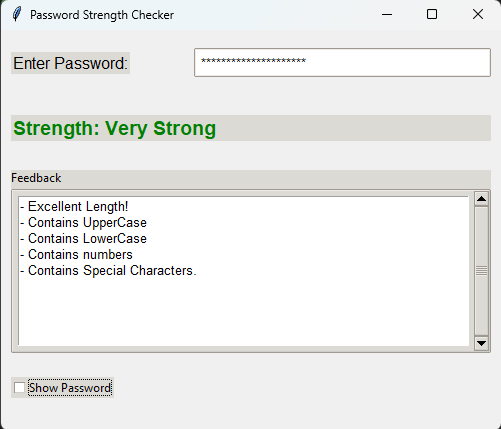 Password Strength Checker
Enter Password: *********************
Strength: Very Strong
Feedback
- Excellent Length!
- Contains UpperCase
- Contains LowerCase
- Contains numbers
- Contains Special Characters.
Show Password